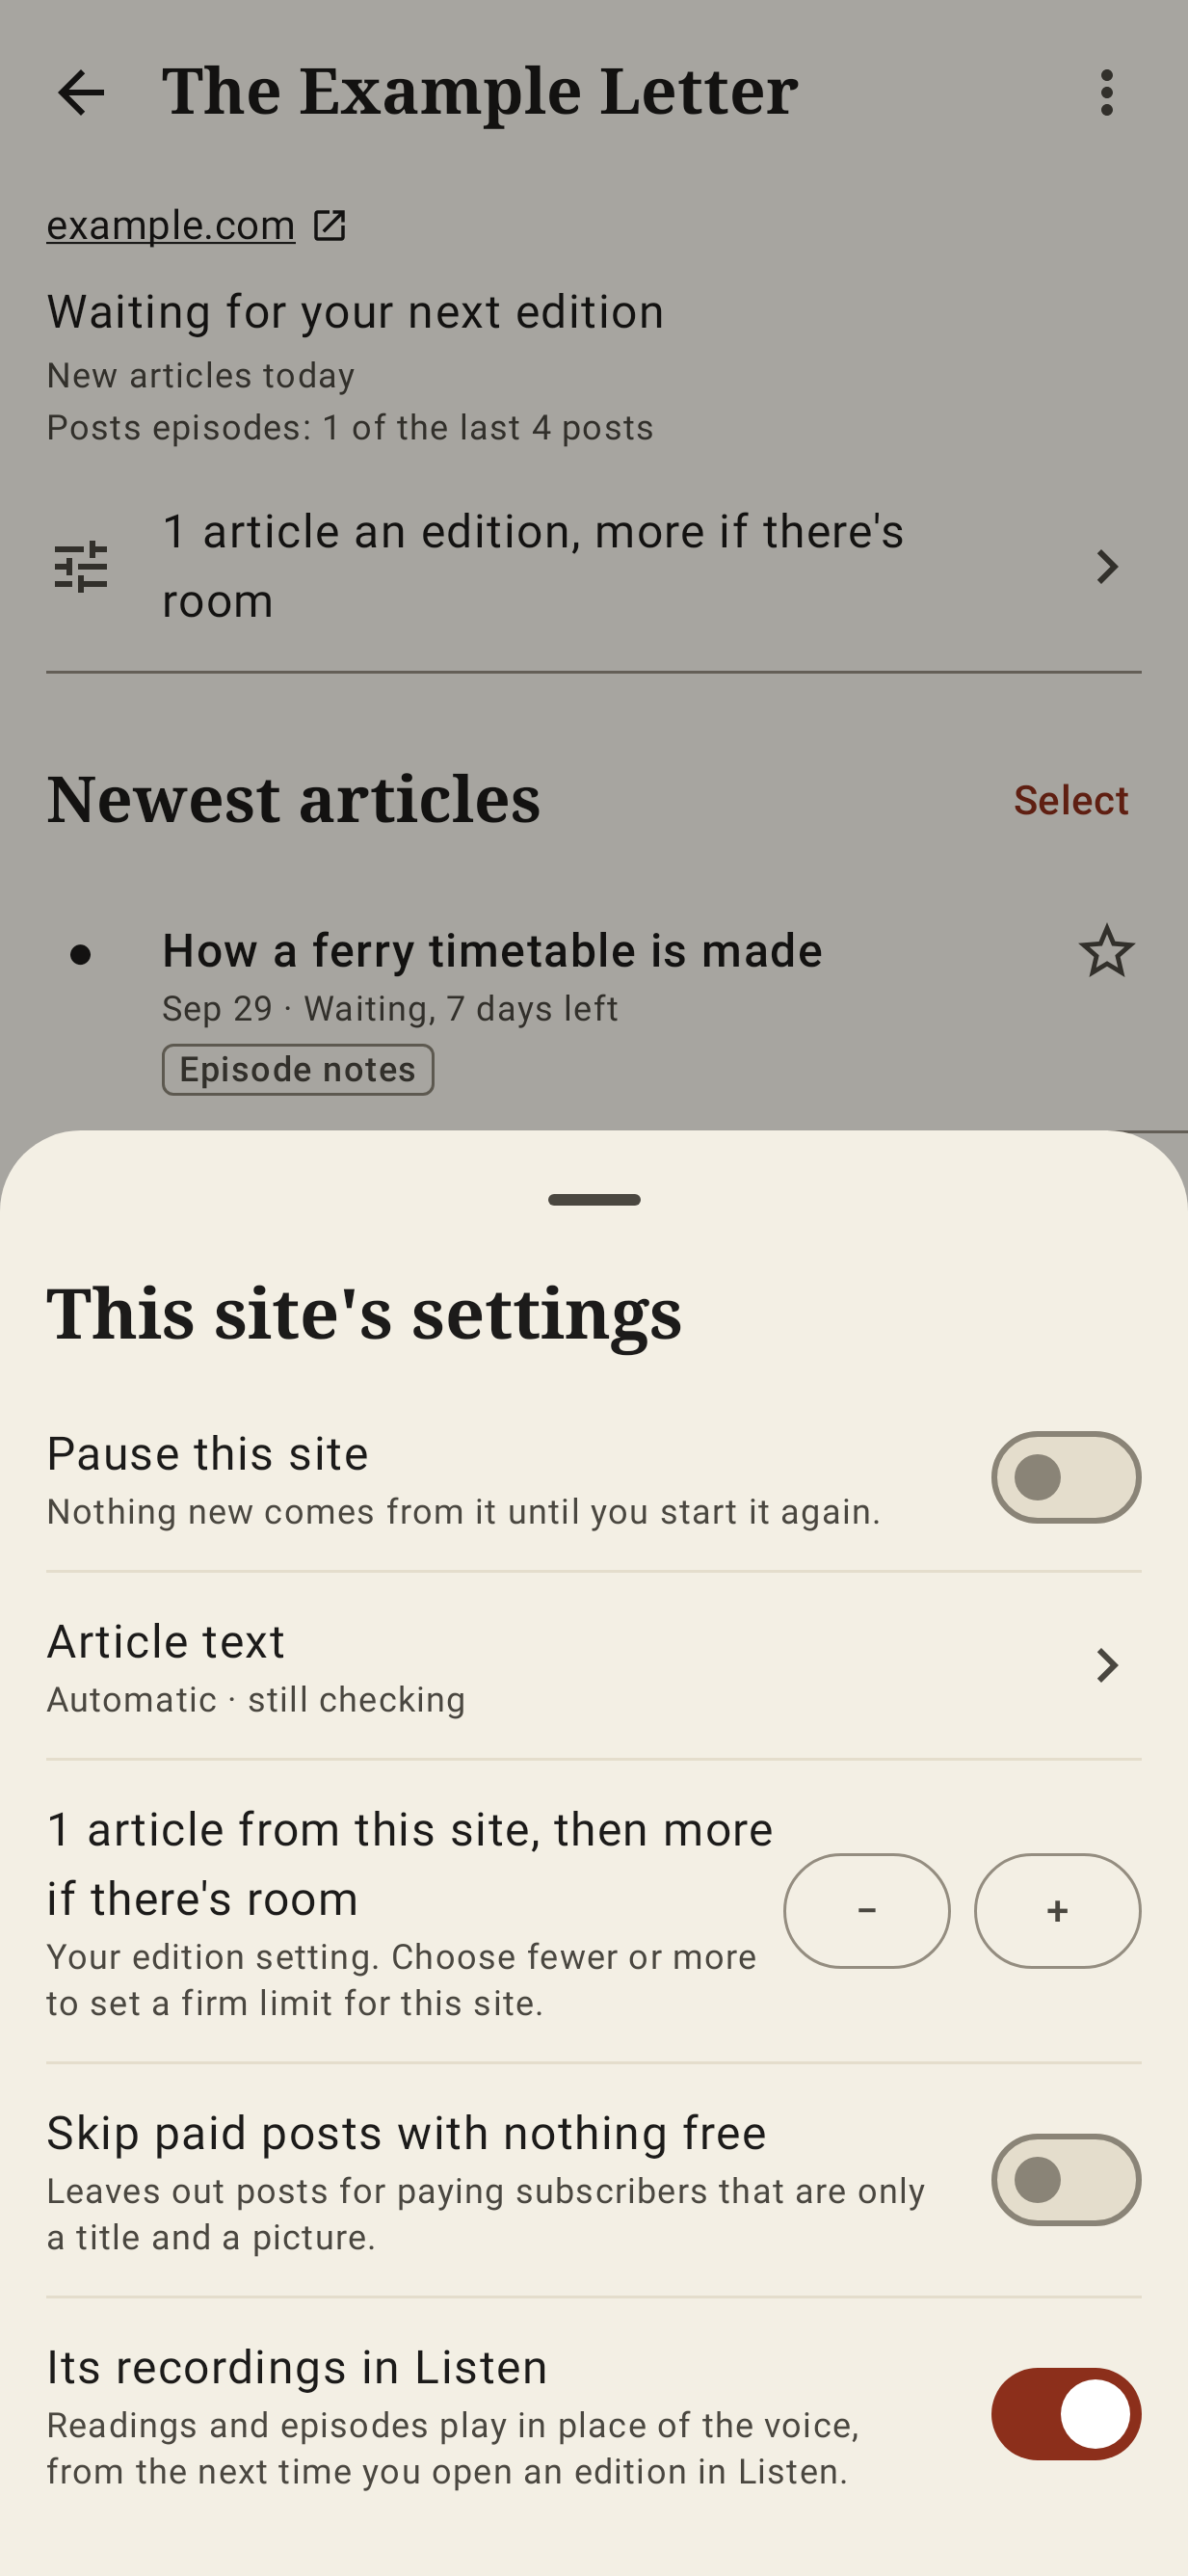 The Example Letter
example.com
Waiting for your next edition
New articles today
Posts episodes: 1 of the last 4 posts
1 article an edition, more if there's
room
Newest articles
Select
How a ferry timetable is made
Sep 29 · Waiting, 7 days left
Episode notes
This site's settings
Pause this site
Nothing new comes from it until you start it again.
Article text
Automatic · still checking
1 article from this site, then more
if there's room
Your edition setting. Choose fewer or more
to set a firm limit for this site.
− +
Skip paid posts with nothing free
Leaves out posts for paying subscribers that are only
a title and a picture.
Its recordings in Listen
Readings and episodes play in place of the voice,
from the next time you open an edition in Listen.